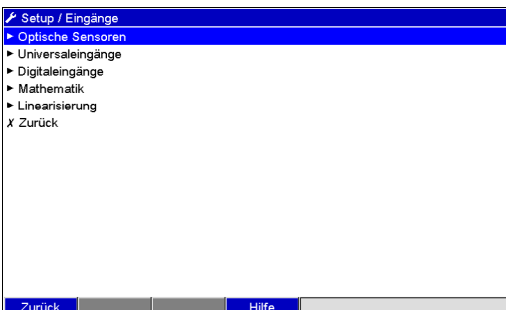 Setup / Eingänge
► Optische Sensoren
► Universaleingänge
► Digitaleingänge
► Mathematik
► Linearisierung
X Zurück
Zurück Hilfe